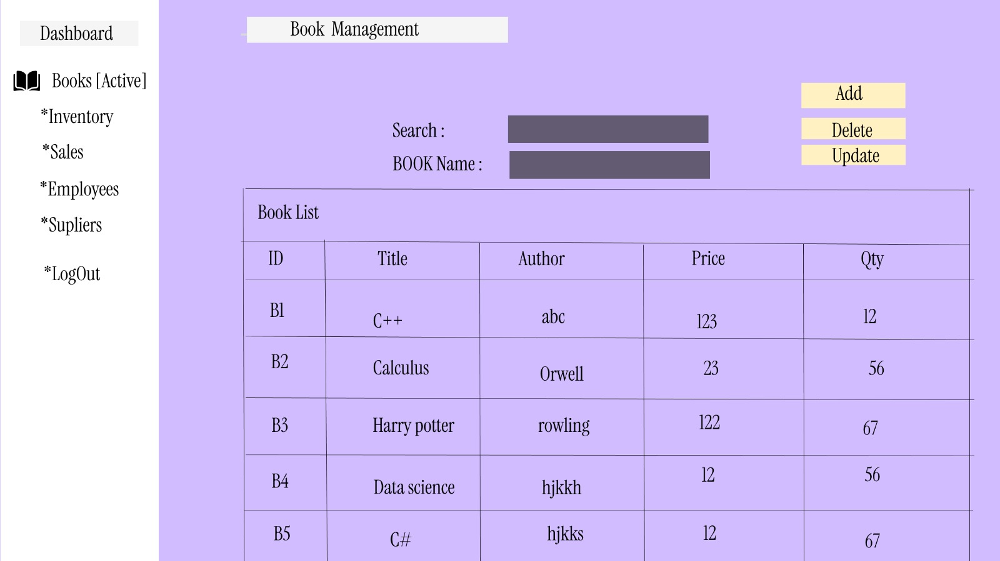 Dashboard
Books [Active]
*Inventory
*Sales
*Employees
*Supliers
*LogOut
Book Management
Add
Search :
Delete
BOOK Name :
Update
Book List
ID Title Author Price Qty
B1 C++ abc 123 12
B2 Calculus Orwell 23 56
B3 Harry potter rowling 122 67
B4 Data science hjkkh 12 56
B5 C# hjkks 12 67